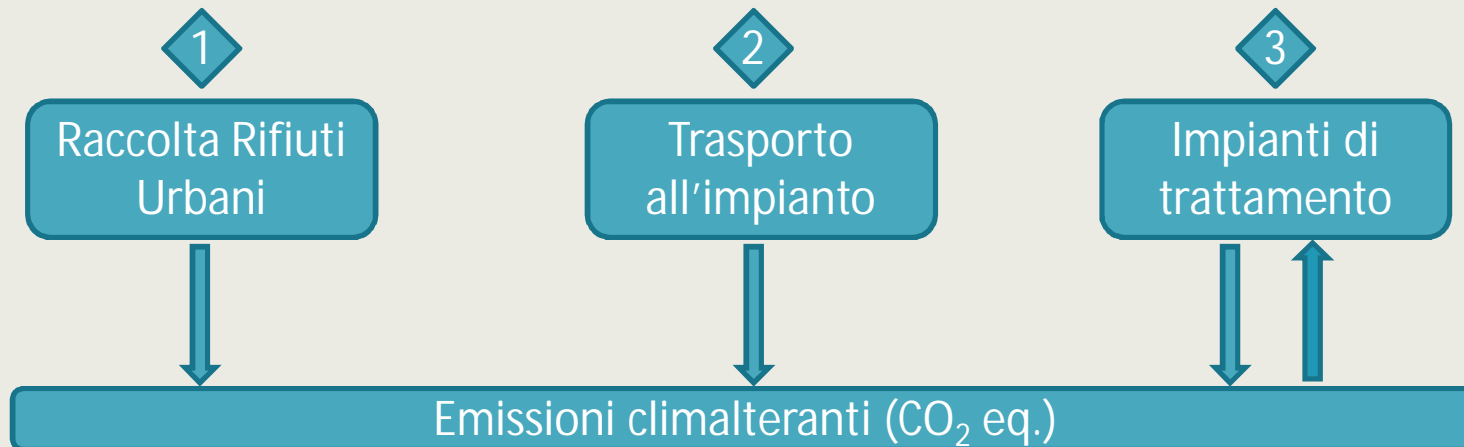 1
2
3
Raccolta Rifiuti
Urbani
Trasporto
all'impianto
Impianti di
trattamento
Emissioni climalteranti (CO₂ eq.)